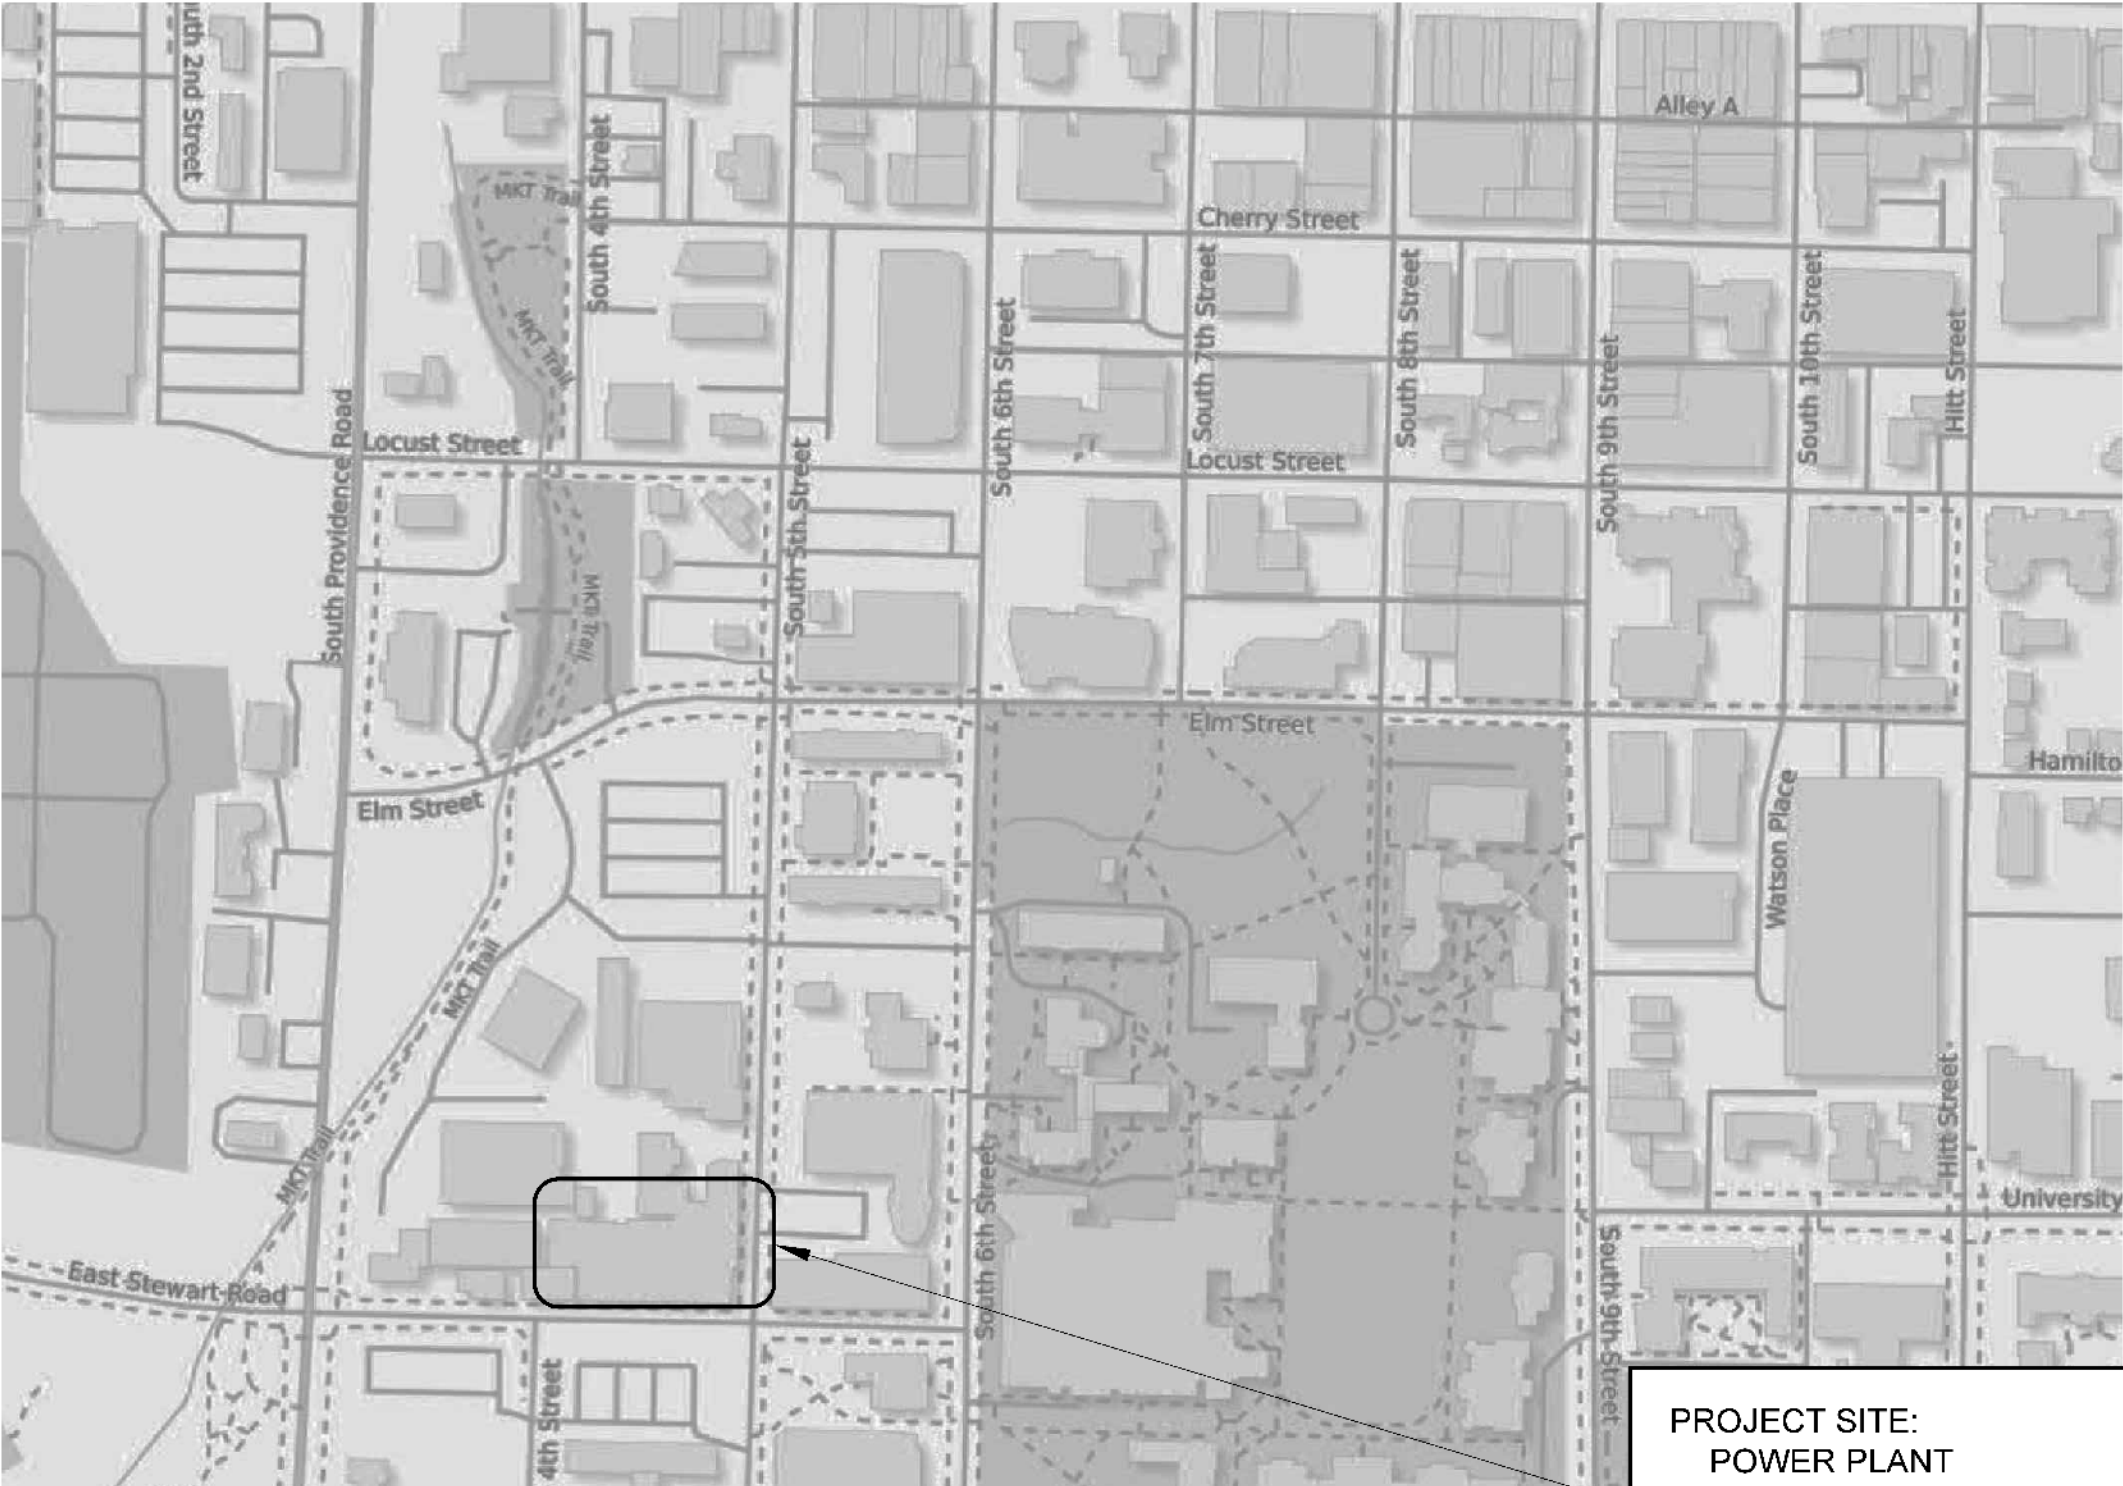 outh 2nd Street
Alley A
MKT Trail
South 4th Street
Cherry Street
MKT Trail
South 6th Street
South 7th Street
South 8th Street
South 9th Street
South 10th Street
Hitt Street
South Providence Road
Locust Street
Locust Street
South 5th Street
MKT Trail
Elm Street
Hamilto
Elm Street
Watson Place
MKT Trail
MKT Trail
Hitt Street
University
South 6th Street
South 9th Street
East Stewart Road
4th Street
PROJECT SITE:
POWER PLANT